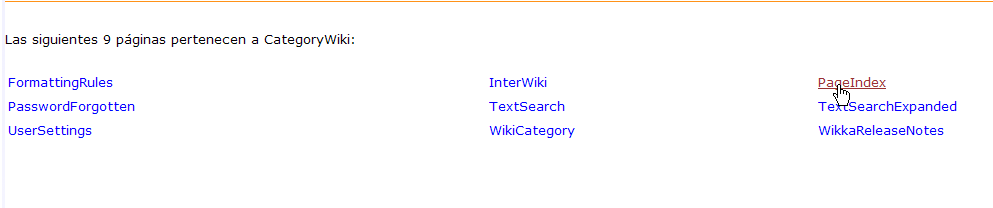 Las siguientes 9 páginas pertenecen a CategoryWiki:
FormattingRules InterWiki PageIndex
PasswordForgotten TextSearch TextSearchExpanded
UserSettings WikiCategory WikkaReleaseNotes